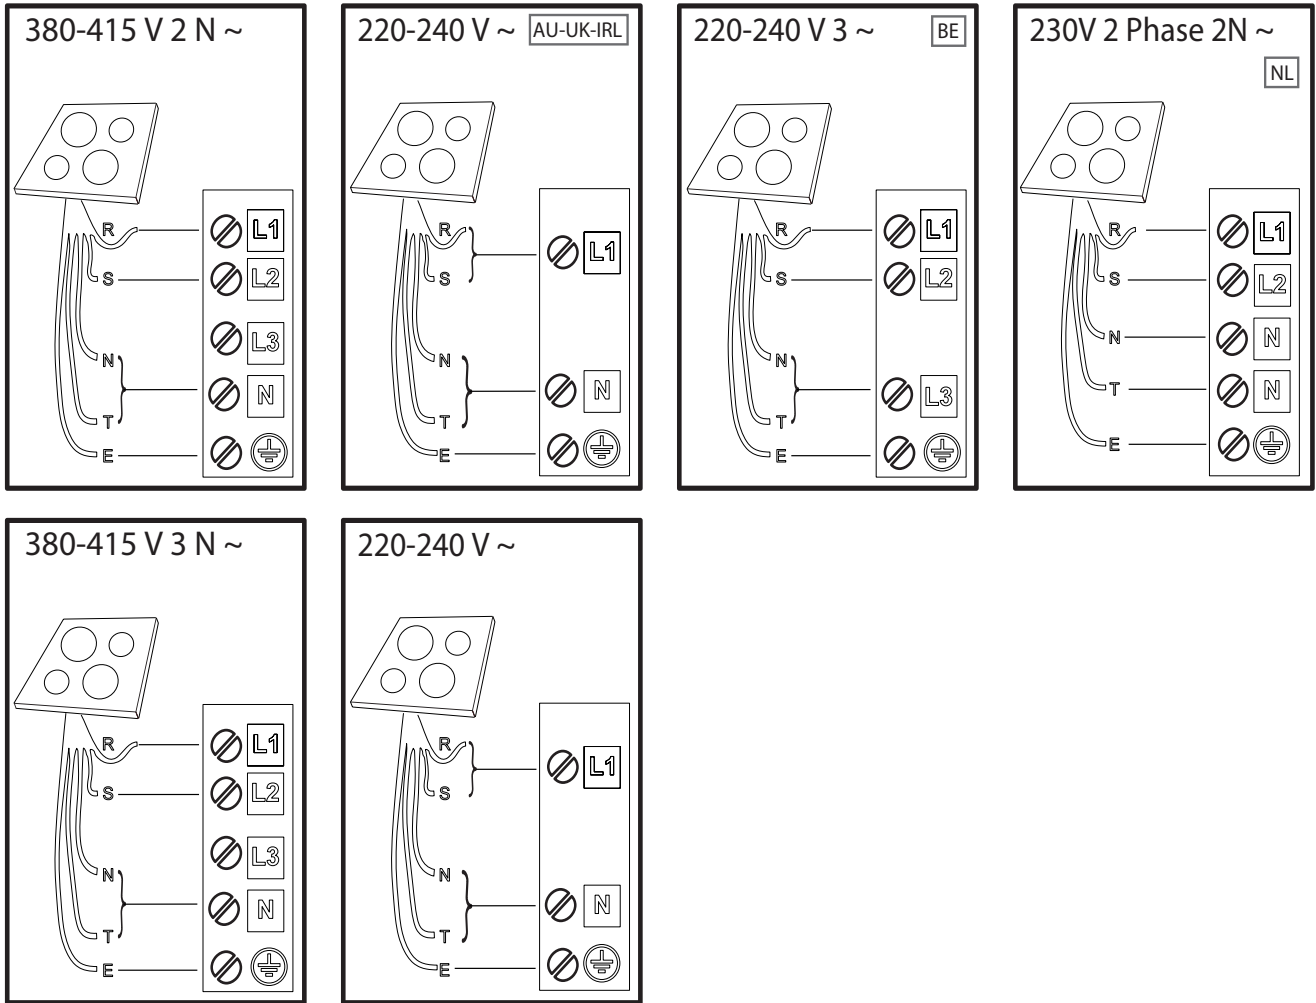 380-415 V 2 N ~
R
L1
S
L2
L3
N
N
T
E
220-240 V ~ AU-UK-IRL
R
L1
S
N
N
T
E
220-240 V 3 ~ BE
R
L1
S
L2
N
L3
T
E
230V 2 Phase 2N ~
NL
R
L1
S
L2
N
N
T
N
E
380-415 V 3 N ~
R
L1
S
L2
L3
N
N
T
E
220-240 V ~
R
L1
S
N
N
T
E